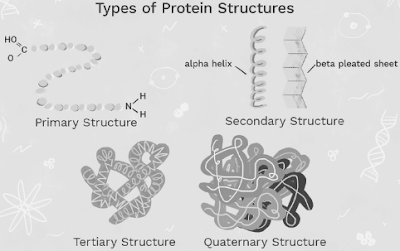 Types of Protein Structures
HO
C
O
N
H
H
Primary Structure
alpha helix
beta pleated sheet
Secondary Structure
Tertiary Structure
Quaternary Structure